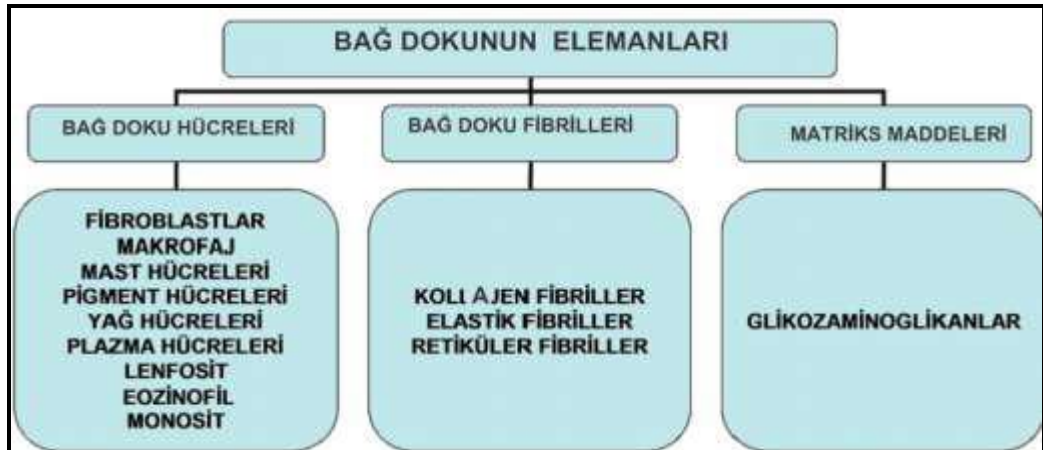 BAĞ DOKUNUN ELEMANLARI
BAĞ DOKU HÜCRELERİ
BAĞ DOKU FİBRİLLERİ
MATRİKS MADDELERİ
FİBROBLASTLAR
MAKROFAJ
MAST HÜCRELERİ
PİGMENT HÜCRELERİ
YAĞ HÜCRELERİ
PLAZMA HÜCRELERİ
LENFOSİT
EOZİNOFİL
MONOSİT
KOLLAJEN FİBRİLLER
ELASTİK FİBRİLLER
RETİKÜLER FİBRİLLER
GLİKOZAMİNOGLİKANLAR